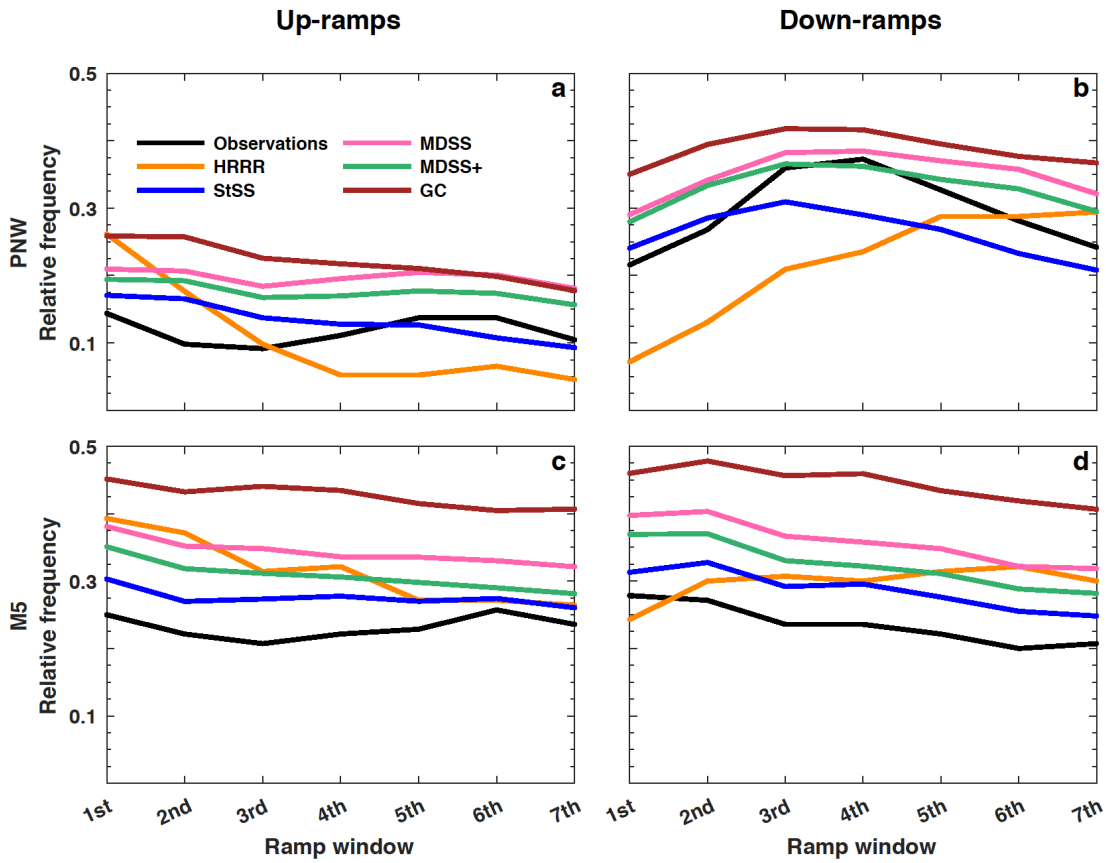 Up-ramps
Down-ramps
0.5
a
b
Observations
MDSS
HRRR
MDSS+
StSS
GC
PNW
Relative frequency
0.3
0.1
0.5
c
d
M5
Relative frequency
0.3
0.1
1st 2nd 3rd 4th 5th 6th 7th
1st 2nd 3rd 4th 5th 6th 7th
Ramp window
Ramp window